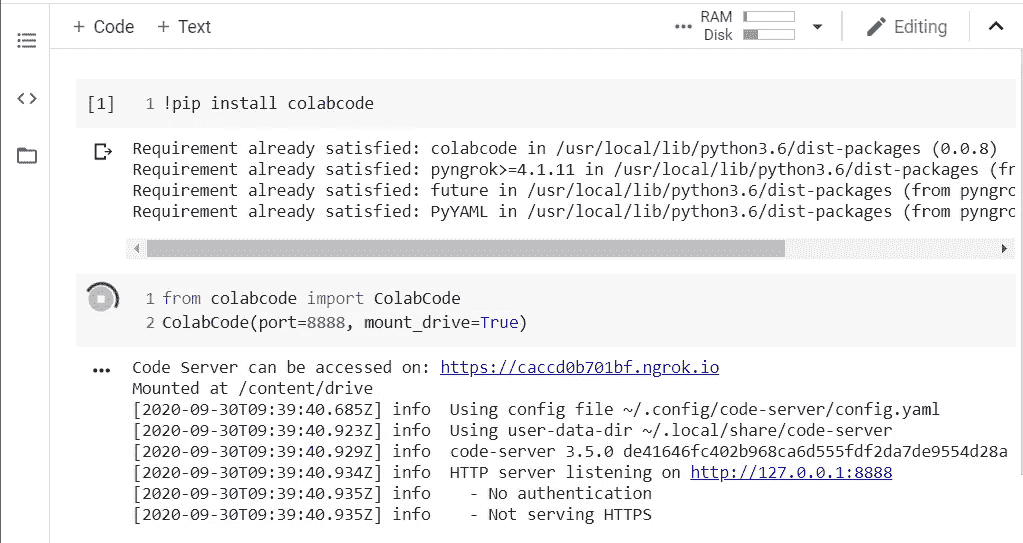 + Code + Text
RAM
Disk
Editing
[1] 1 !pip install colabcode
Requirement already satisfied: colabcode in /usr/local/lib/python3.6/dist-packages (0.0.8)
Requirement already satisfied: pyngrok>=4.1.11 in /usr/local/lib/python3.6/dist-packages (fr
Requirement already satisfied: future in /usr/local/lib/python3.6/dist-packages (from pyngro
Requirement already satisfied: PyYAML in /usr/local/lib/python3.6/dist-packages (from pyngro
1 from colabcode import ColabCode
2 ColabCode(port=8888, mount_drive=True)
Code Server can be accessed on: https://caccd0b701bf.ngrok.io
Mounted at /content/drive
[2020-09-30T09:39:40.685Z] info Using config file ~/.config/code-server/config.yaml
[2020-09-30T09:39:40.923Z] info Using user-data-dir ~/.local/share/code-server
[2020-09-30T09:39:40.929Z] info code-server 3.5.0 de41646fc402b968ca6d555fdf2da7de9554d28a
[2020-09-30T09:39:40.934Z] info HTTP server listening on http://127.0.0.1:8888
[2020-09-30T09:39:40.935Z] info - No authentication
[2020-09-30T09:39:40.935Z] info - Not serving HTTPS